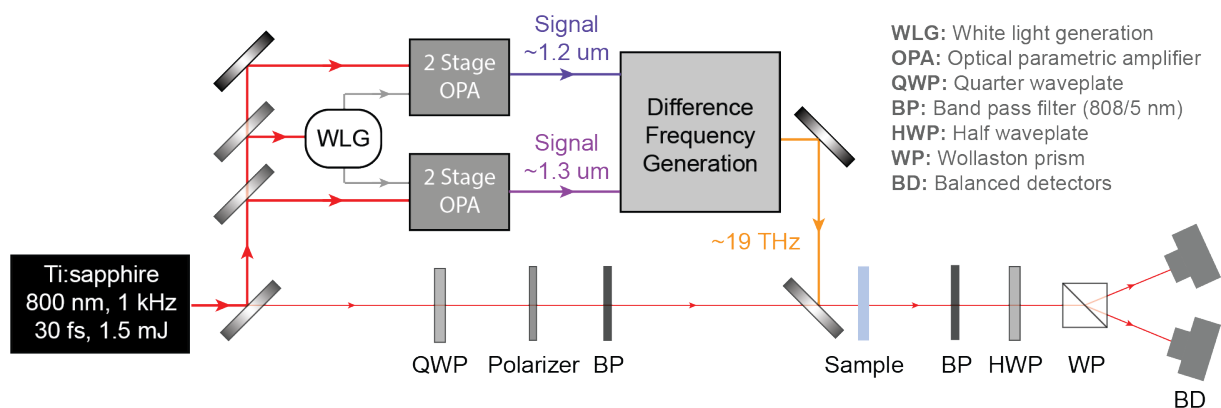 Signal
~1.2 um
2 Stage
OPA
WLG
Signal
~1.3 um
2 Stage
OPA
Difference
Frequency
Generation
WLG: White light generation
OPA: Optical parametric amplifier
QWP: Quarter waveplate
BP: Band pass filter (808/5 nm)
HWP: Half waveplate
WP: Wollaston prism
BD: Balanced detectors
~19 THz
Ti:sapphire
800 nm, 1 kHz
30 fs, 1.5 mJ
QWP
Polarizer
BP
Sample
BP
HWP
WP
BD